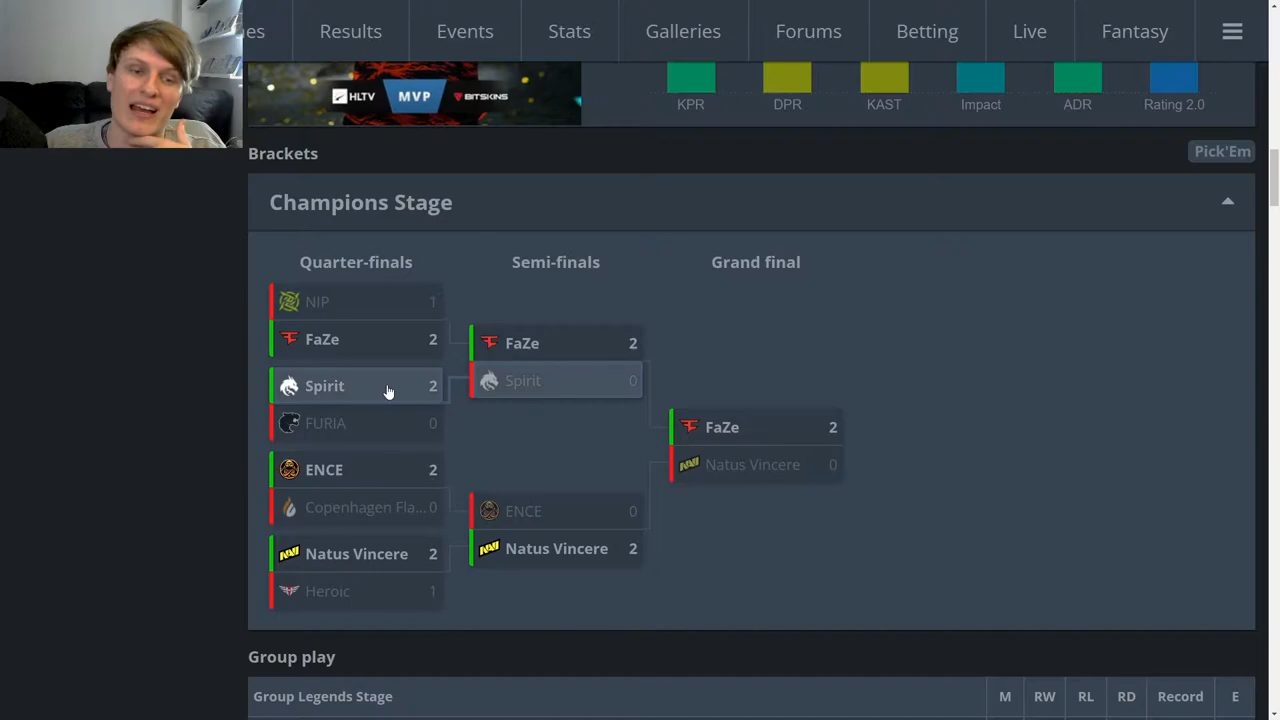 es Results Events Stats Galleries Forums Betting Live Fantasy
HLTV MVP BITSKINS
KPR DPR KAST Impact ADR Rating 2.0
Brackets Pick'Em
Champions Stage
Quarter-finals Semi-finals Grand final
NIP 1
FaZe 2
Spirit 2
FURIA 0
ENCE 2
Copenhagen Fla... 0
Natus Vincere 2
Heroic 1
FaZe 2
Spirit 0
ENCE 0
Natus Vincere 2
FaZe 2
Natus Vincere 0
Group play
Group Legends Stage M RW RL RD Record E